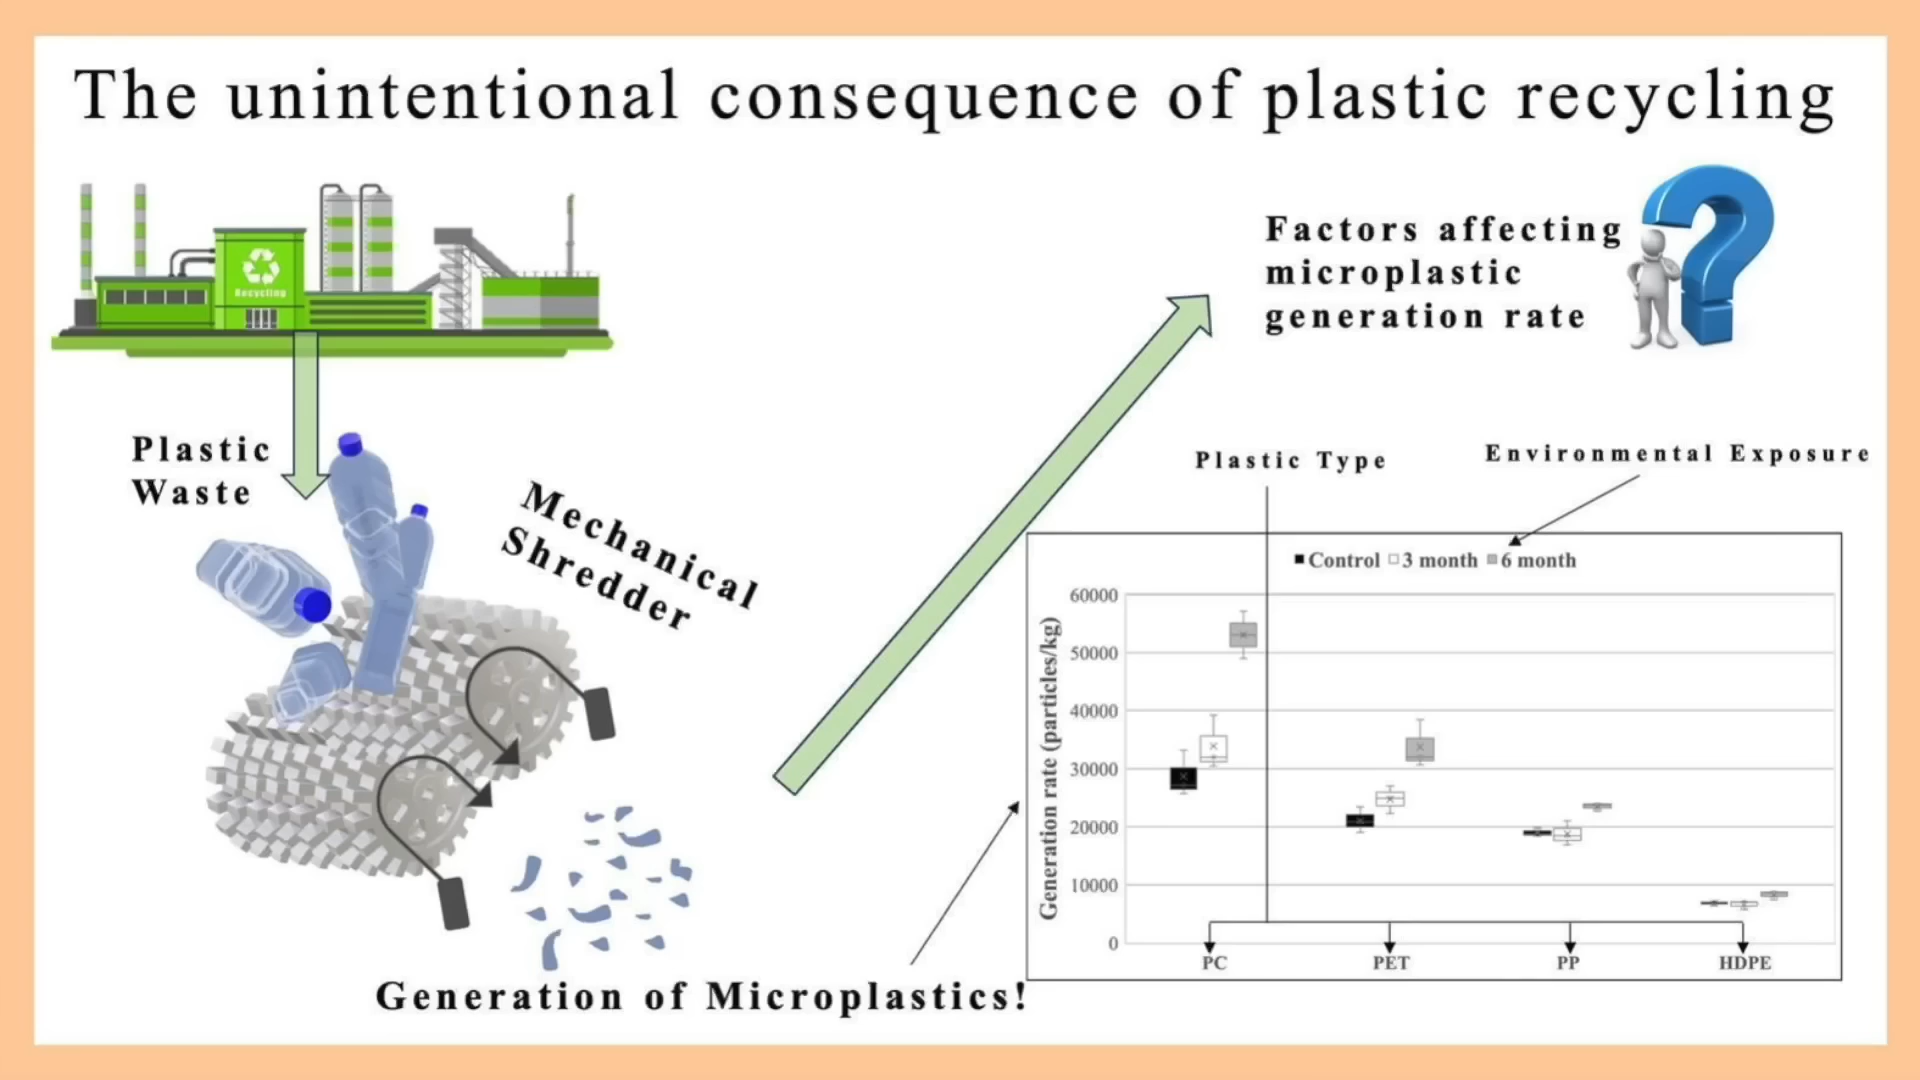 The unintentional consequence of plastic recycling
Recycling
Plastic
Waste
Mechanical
Shredder
Generation of Microplastics!
Factors affecting
microplastic
generation rate
Plastic Type
Environmental Exposure
Control 3 month 6 month
Generation rate (particles/kg)
60000
50000
40000
30000
20000
10000
0
PC PET PP HDPE